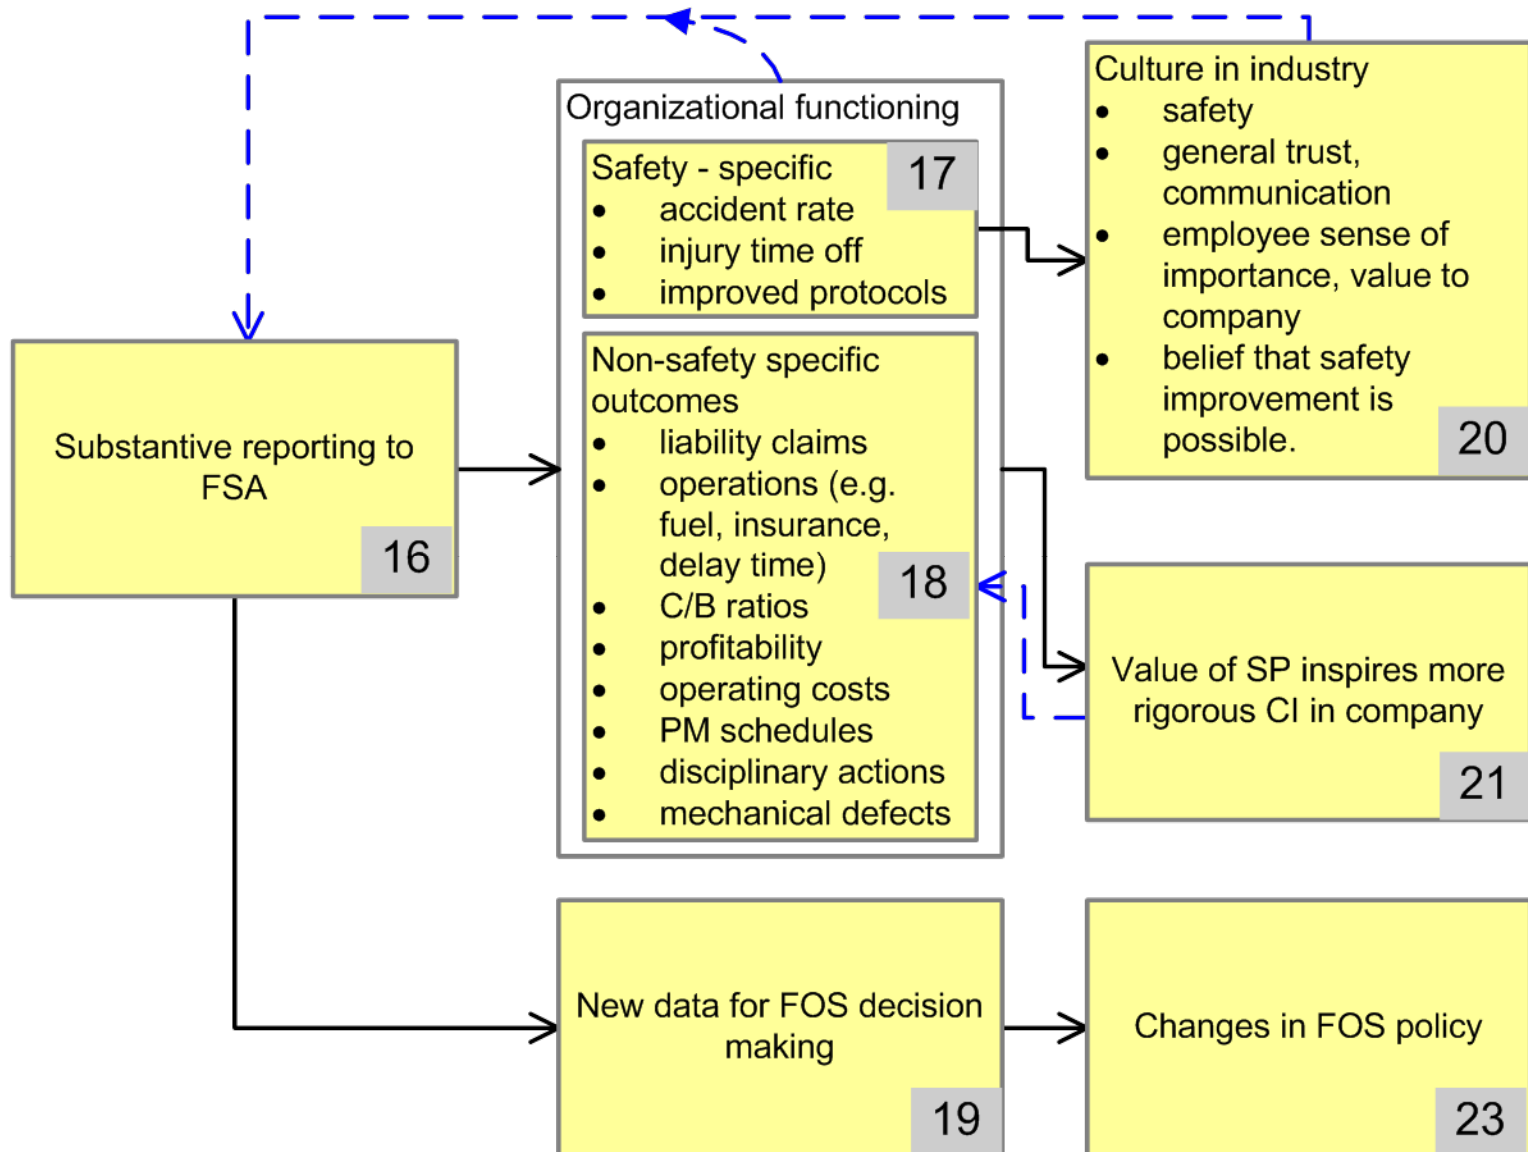 Organizational functioning
Safety - specific
17
• accident rate
• injury time off
• improved protocols
Non-safety specific
outcomes
• liability claims
• operations (e.g.
fuel, insurance,
delay time)
18
• C/B ratios
• profitability
• operating costs
• PM schedules
• disciplinary actions
• mechanical defects
Culture in industry
• safety
• general trust,
communication
• employee sense of
importance, value to
company
• belief that safety
improvement is
possible.
20
Substantive reporting to
FSA
16
Value of SP inspires more
rigorous CI in company
21
New data for FOS decision
making
19
Changes in FOS policy
23